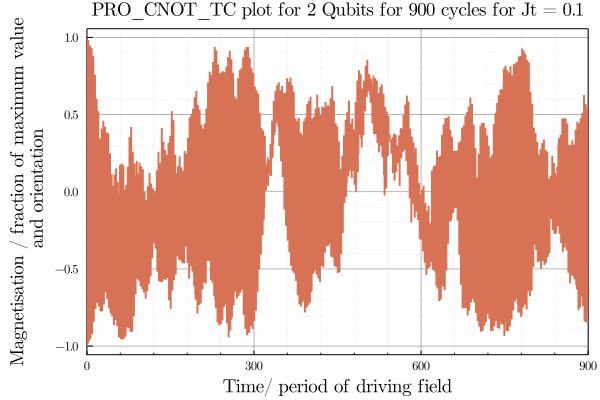 PRO_CNOT_TC plot for 2 Qubits for 900 cycles for Jt = 0.1
Magnetisation / fraction of maximum value
and orientation
1.0
0.5
0.0
−0.5
−1.0
0
300
600
900
Time/ period of driving field